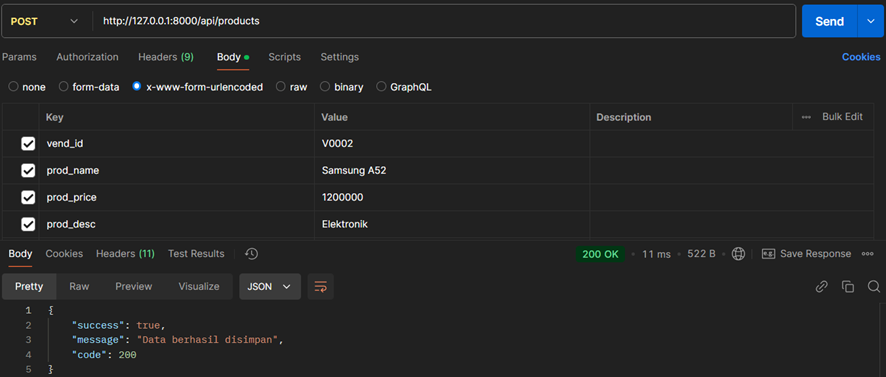 POST http://127.0.0.1:8000/api/products Send
Params Authorization Headers (9) Body Scripts Settings Cookies
none form-data x-www-form-urlencoded raw binary GraphQL
Key Value Description ••• Bulk Edit
vend_id V0002
prod_name Samsung A52
prod_price 1200000
prod_desc Elektronik
Body Cookies Headers (11) Test Results 200 OK • 11 ms • 522 B • e.g. Save Response •••
Pretty Raw Preview Visualize JSON
1 {
2 "success": true,
3 "message": "Data berhasil disimpan",
4 "code": 200
5 }